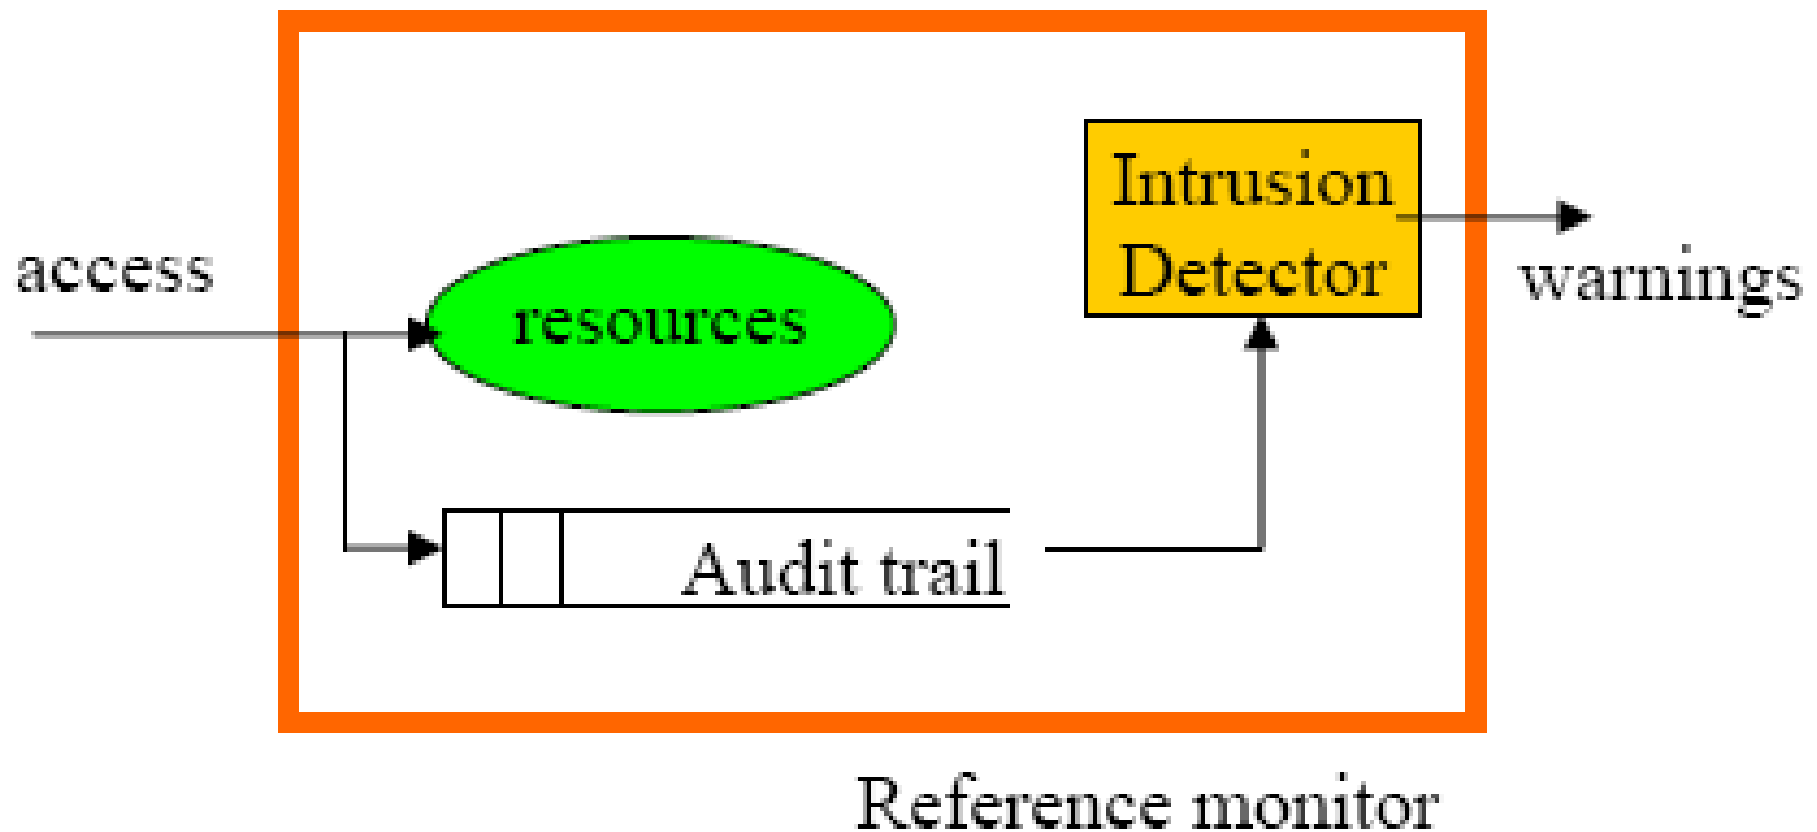 access
resources
Intrusion
Detector
warnings
Audit trail
Reference monitor